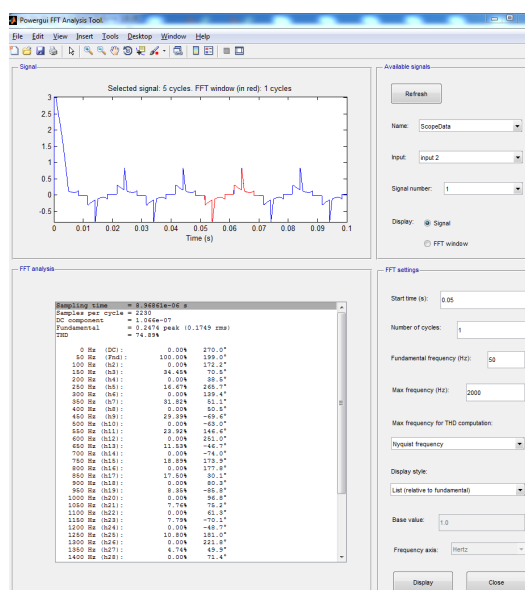 Powergui FFT Analysis Tool.
File Edit View Insert Tools Desktop Window Help
Signal
Selected signal: 5 cycles. FFT window (in red): 1 cycles
3
2.5
2
1.5
1
0.5
0
-0.5
0 0.01 0.02 0.03 0.04 0.05 0.06 0.07 0.08 0.09 0.1
Time (s)
FFT analysis
Sampling time = 8.96861e-06 s
Samples per cycle = 2230
DC component = 1.066e-07
Fundamental = 0.2474 peak (0.1749 rms)
THD = 74.89%
0 Hz (DC): 0.00% 270.0°
50 Hz (Fnd): 100.00% 199.0°
100 Hz (h2): 0.00% 172.2°
150 Hz (h3): 34.45% 70.5°
200 Hz (h4): 0.00% 38.5°
250 Hz (h5): 16.67% 265.7°
300 Hz (h6): 0.00% 139.4°
350 Hz (h7): 31.82% 51.1°
400 Hz (h8): 0.00% 50.5°
450 Hz (h9): 29.39% -69.6°
500 Hz (h10): 0.00% -63.0°
550 Hz (h11): 23.92% 146.6°
600 Hz (h12): 0.00% 251.0°
650 Hz (h13): 11.53% -46.7°
700 Hz (h14): 0.00% -74.0°
750 Hz (h15): 18.89% 173.9°
800 Hz (h16): 0.00% 177.8°
850 Hz (h17): 17.50% 30.1°
900 Hz (h18): 0.00% 80.3°
950 Hz (h19): 8.35% -85.8°
1000 Hz (h20): 0.00% 96.8°
1050 Hz (h21): 7.76% 75.2°
1100 Hz (h22): 0.00% 61.3°
1150 Hz (h23): 7.79% -70.1°
1200 Hz (h24): 0.00% -48.7°
1250 Hz (h25): 10.80% 181.0°
1300 Hz (h26): 0.00% 221.8°
1350 Hz (h27): 4.74% 49.9°
1400 Hz (h28): 0.00% 71.4°
Available signals
Refresh
Name: ScopeData
Input: input 2
Signal number: 1
Display: Signal
FFT window
FFT settings
Start time (s): 0.05
Number of cycles: 1
Fundamental frequency (Hz): 50
Max frequency (Hz): 2000
Max frequency for THD computation:
Nyquist frequency
Display style:
List (relative to fundamental)
Base value: 1.0
Frequency axis: Hertz
Display Close